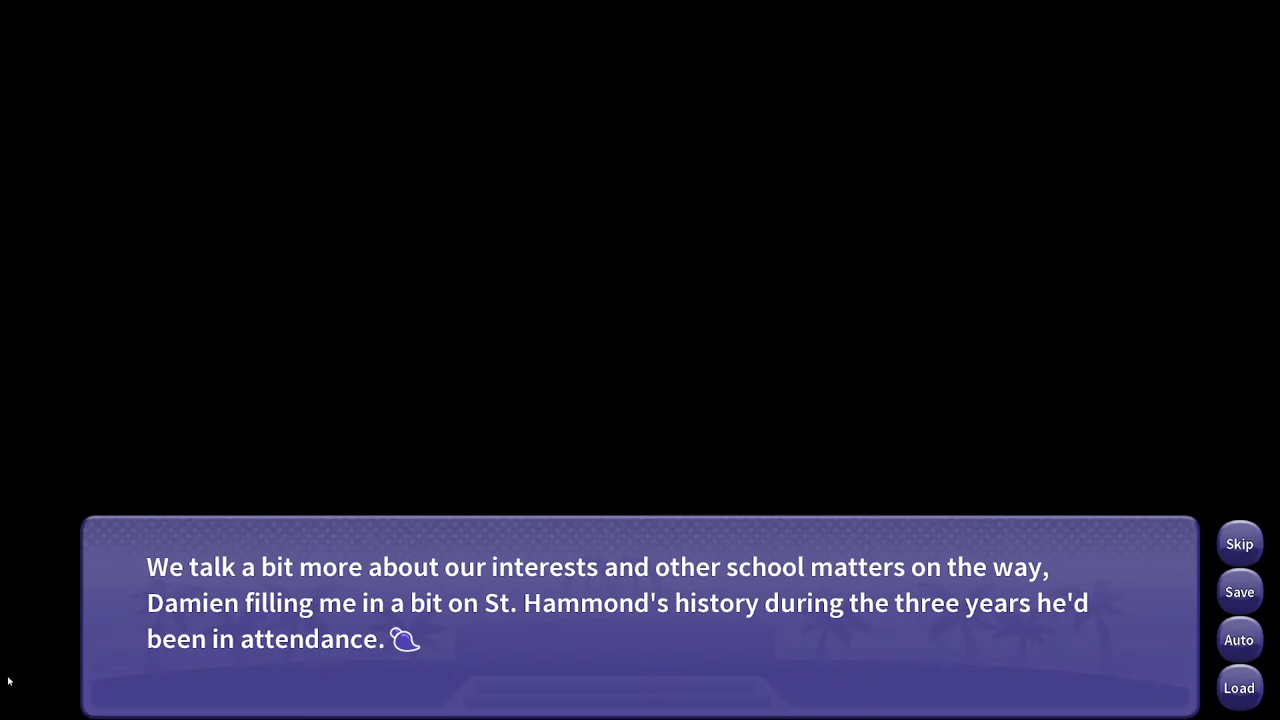 We talk a bit more about our interests and other school matters on the way,
Damien filling me in a bit on St. Hammond's history during the three years he'd
been in attendance.
Skip
Save
Auto
Load